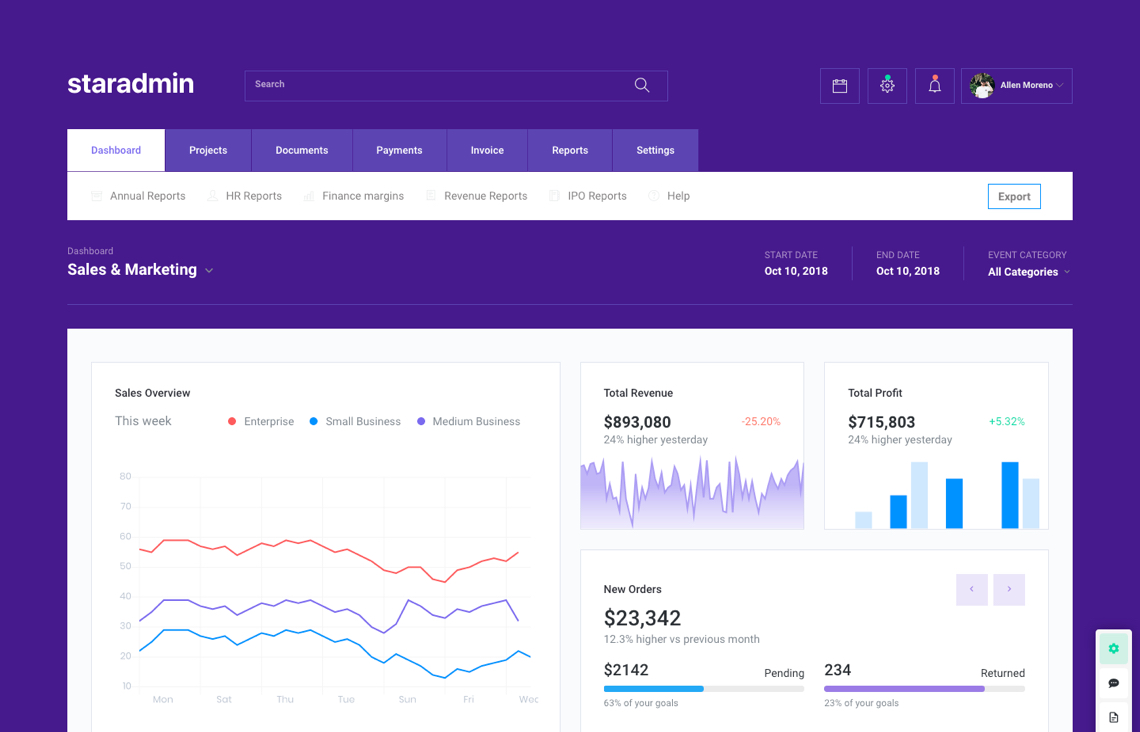 staradmin
Search
Allen Moreno
Dashboard Projects Documents Payments Invoice Reports Settings
Annual Reports HR Reports Finance margins Revenue Reports IPO Reports Help Export
Dashboard
Sales & Marketing
START DATE END DATE EVENT CATEGORY
Oct 10, 2018 Oct 10, 2018 All Categories
Sales Overview
This week Enterprise Small Business Medium Business
80
70
60
50
40
30
20
10
Mon Sat Thu Tue Sun Fri Wed
Total Revenue
$893,080 -25.20%
24% higher yesterday
Total Profit
$715,803 +5.32%
24% higher yesterday
New Orders
$23,342
12.3% higher vs previous month
$2142 Pending
63% of your goals
234 Returned
23% of your goals